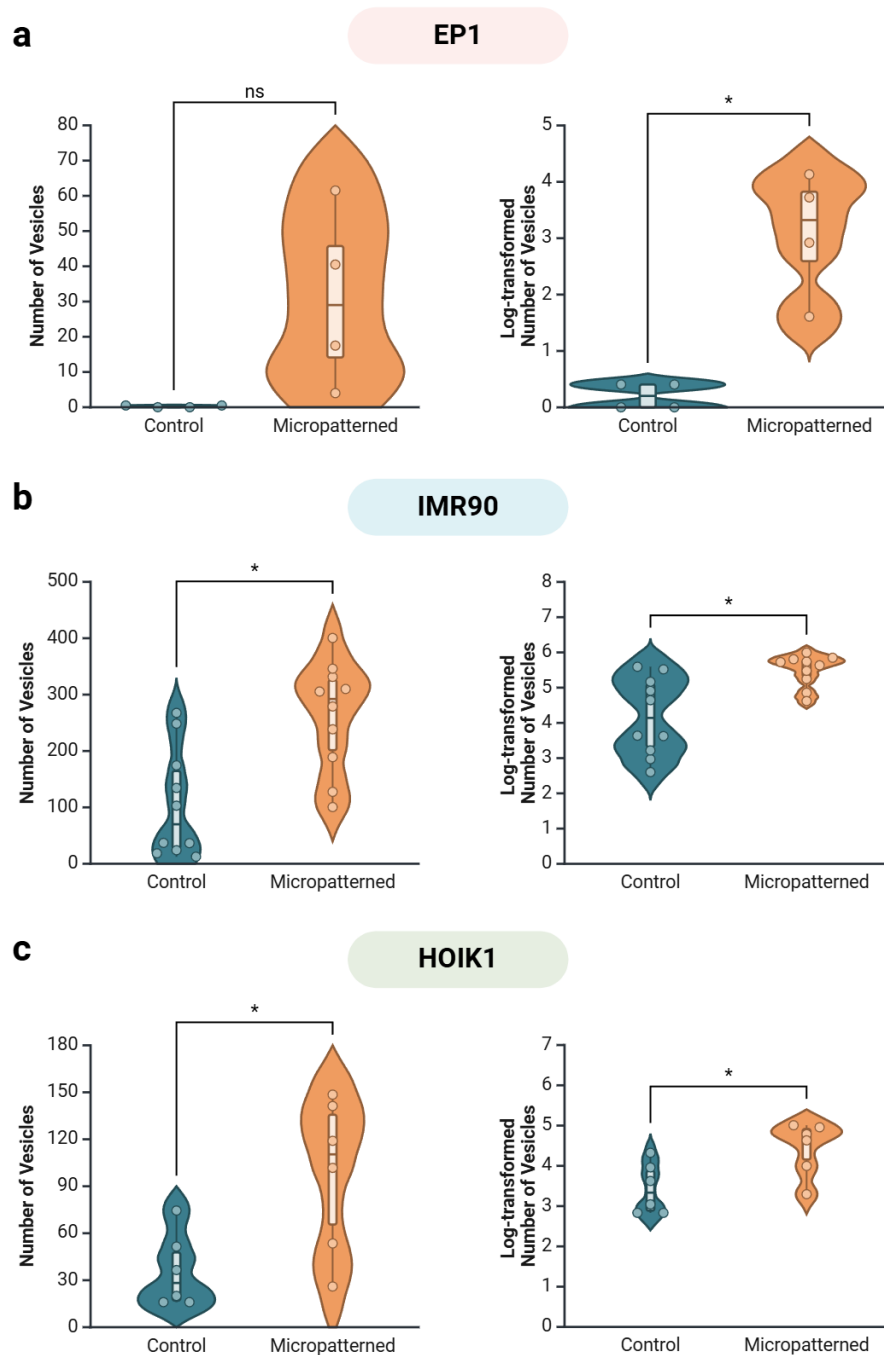 a
EP1
ns
Number of Vesicles
80
70
60
50
40
30
20
10
0
Control
Micropatterned
*
Log-transformed
Number of Vesicles
5
4
3
2
1
0
Control
Micropatterned
b
IMR90
*
Number of Vesicles
500
400
300
200
100
0
Control
Micropatterned
*
Log-transformed
Number of Vesicles
8
7
6
5
4
3
2
1
0
Control
Micropatterned
c
HOIK1
*
Number of Vesicles
180
150
120
90
60
30
0
Control
Micropatterned
*
Log-transformed
Number of Vesicles
7
6
5
4
3
2
1
0
Control
Micropatterned